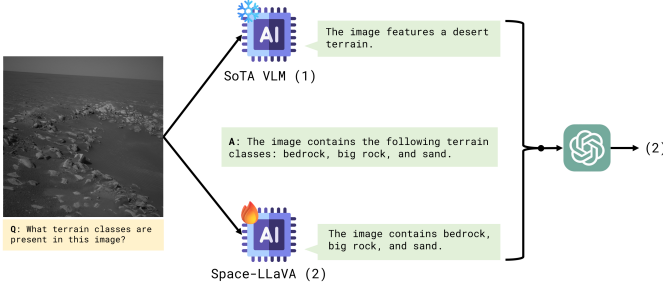 Q: What terrain classes are
present in this image?
AI
SoTA VLM (1)
The image features a desert
terrain.
A: The image contains the following terrain
classes: bedrock, big rock, and sand.
AI
Space-LLaVA (2)
The image contains bedrock,
big rock, and sand.
(2)